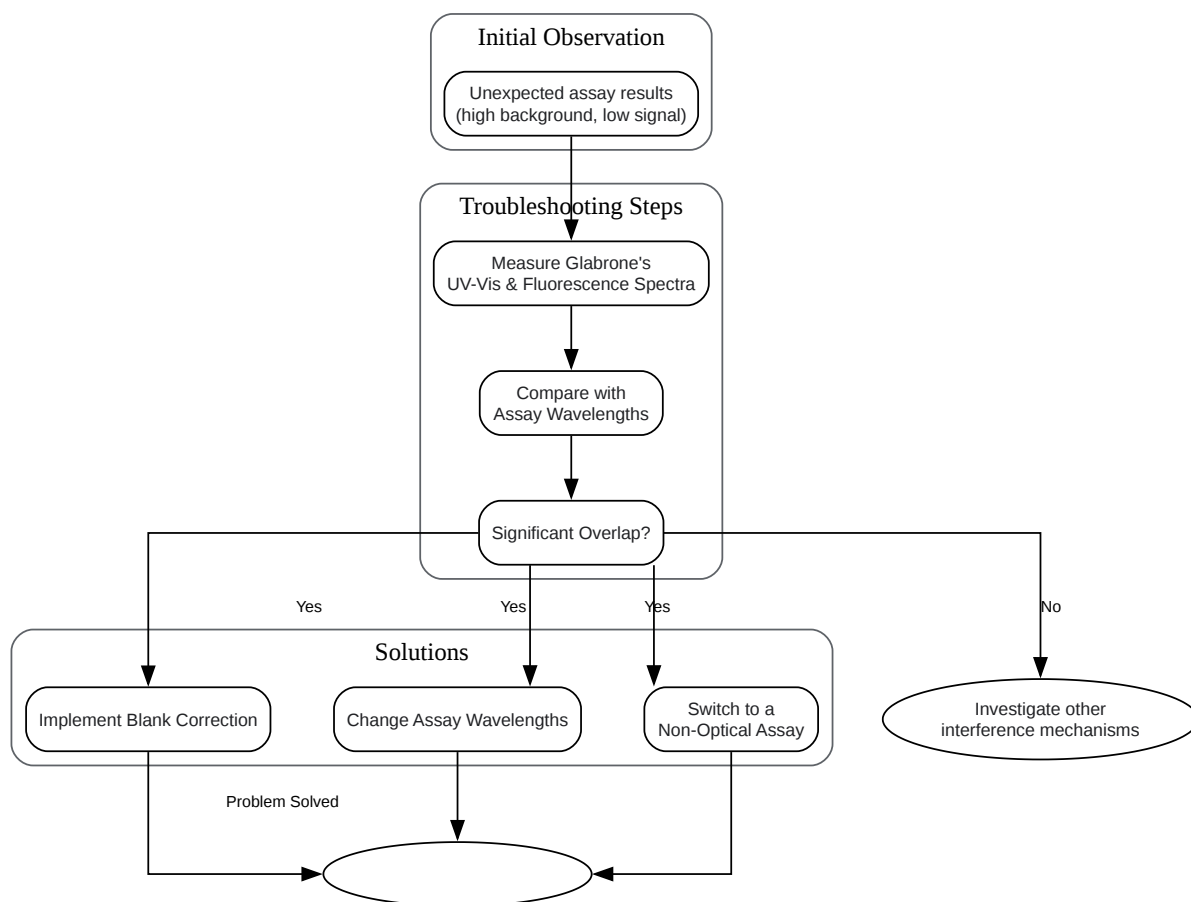 Initial Observation
Unexpected assay results
(high background, low signal)
Troubleshooting Steps
Measure Glabrone's
UV-Vis & Fluorescence Spectra
Compare with
Assay Wavelengths
Significant Overlap?
Yes
Yes
Yes
No
Solutions
Implement Blank Correction
Change Assay Wavelengths
Switch to a
Non-Optical Assay
Investigate other
interference mechanisms
Problem Solved